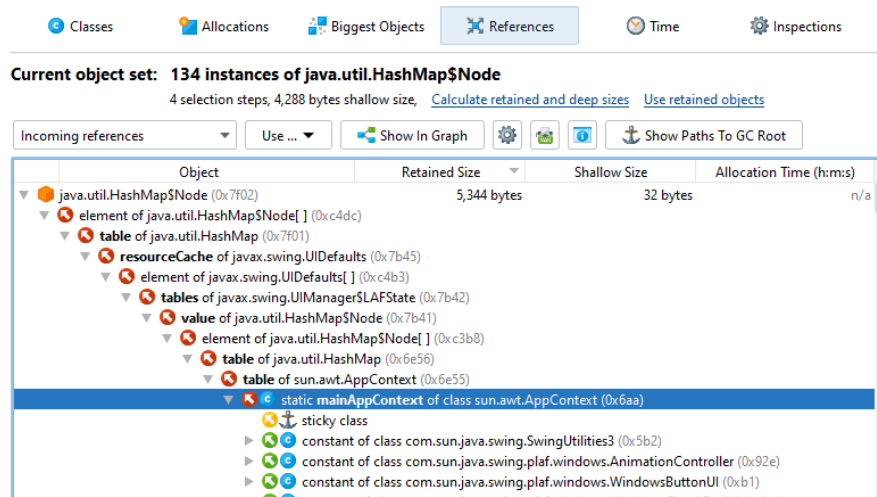 Classes Allocations Biggest Objects References Time Inspections
Current object set: 134 instances of java.util.HashMap$Node
4 selection steps, 4,288 bytes shallow size, Calculate retained and deep sizes Use retained objects
Incoming references Use ... Show In Graph Show Paths To GC Root
Object Retained Size Shallow Size Allocation Time (h:m:s)
java.util.HashMap$Node (0x7f02) 5,344 bytes 32 bytes n/a
element of java.util.HashMap$Node[ ] (0xc4dc)
table of java.util.HashMap (0x7f01)
resourceCache of javax.swing.UIDefaults (0x7b45)
element of javax.swing.UIDefaults[ ] (0xc4b3)
tables of javax.swing.UIManager$LAFState (0x7b42)
value of java.util.HashMap$Node (0x7b41)
element of java.util.HashMap$Node[ ] (0xc3b8)
table of java.util.HashMap (0x6e56)
table of sun.awt.AppContext (0x6e55)
static mainAppContext of class sun.awt.AppContext (0x6aa)
sticky class
constant of class com.sun.java.swing.SwingUtilities3 (0x5b2)
constant of class com.sun.java.swing.plaf.windows.AnimationController (0x92e)
constant of class com.sun.java.swing.plaf.windows.WindowsButtonUI (0xb1)